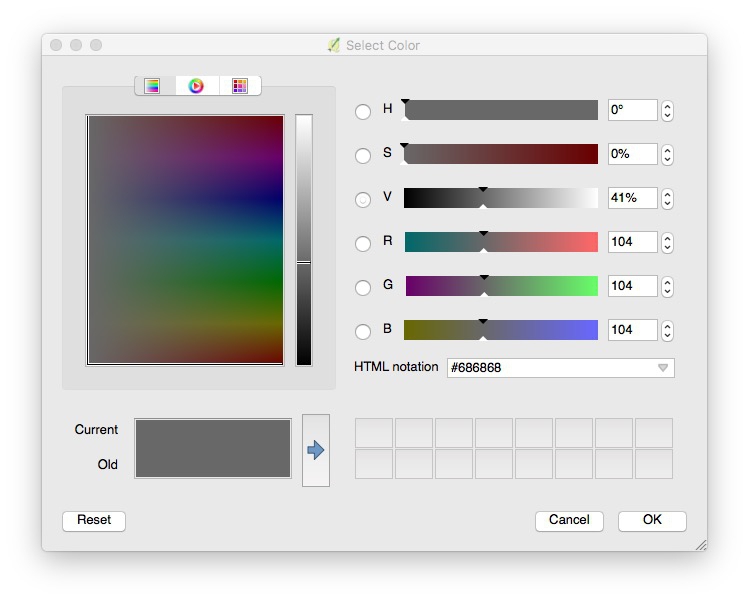 Select Color
H 0°
S 0%
V 41%
R 104
G 104
B 104
HTML notation #686868
Current
Old
Reset Cancel OK